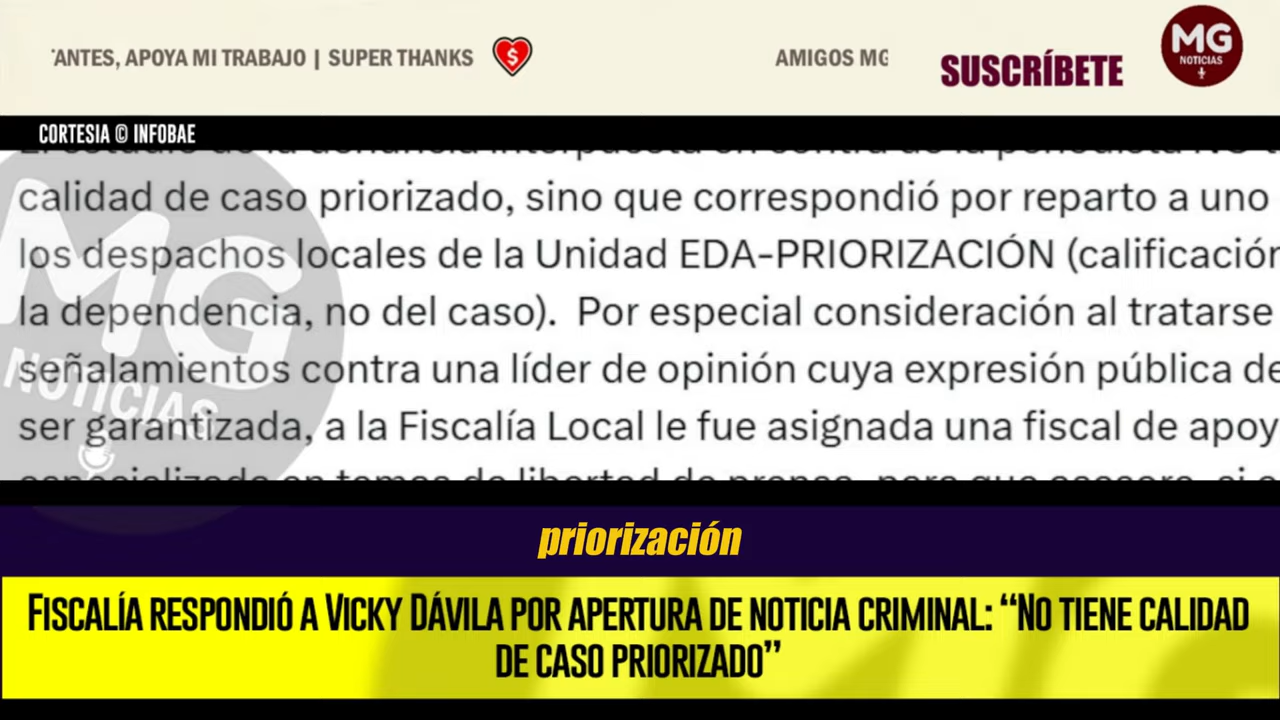 'ANTES, APOYA MI TRABAJO | SUPER THANKS
AMIGOS MG
SUSCRÍBETE
MG
NOTICIAS
CORTESIA © INFOBAE
calidad de caso priorizado, sino que correspondió por reparto a uno
los despachos locales de la Unidad EDA-PRIORIZACIÓN (calificación
la dependencia, no del caso). Por especial consideración al tratarse
señalamientos contra una líder de opinión cuya expresión pública de
ser garantizada, a la Fiscalía Local le fue asignada una fiscal de apoy
MG
NOTICIAS
priorización
FISCALÍA RESPONDIÓ A VICKY DÁVILA POR APERTURA DE NOTICIA CRIMINAL: “NO TIENE CALIDAD
DE CASO PRIORIZADO”